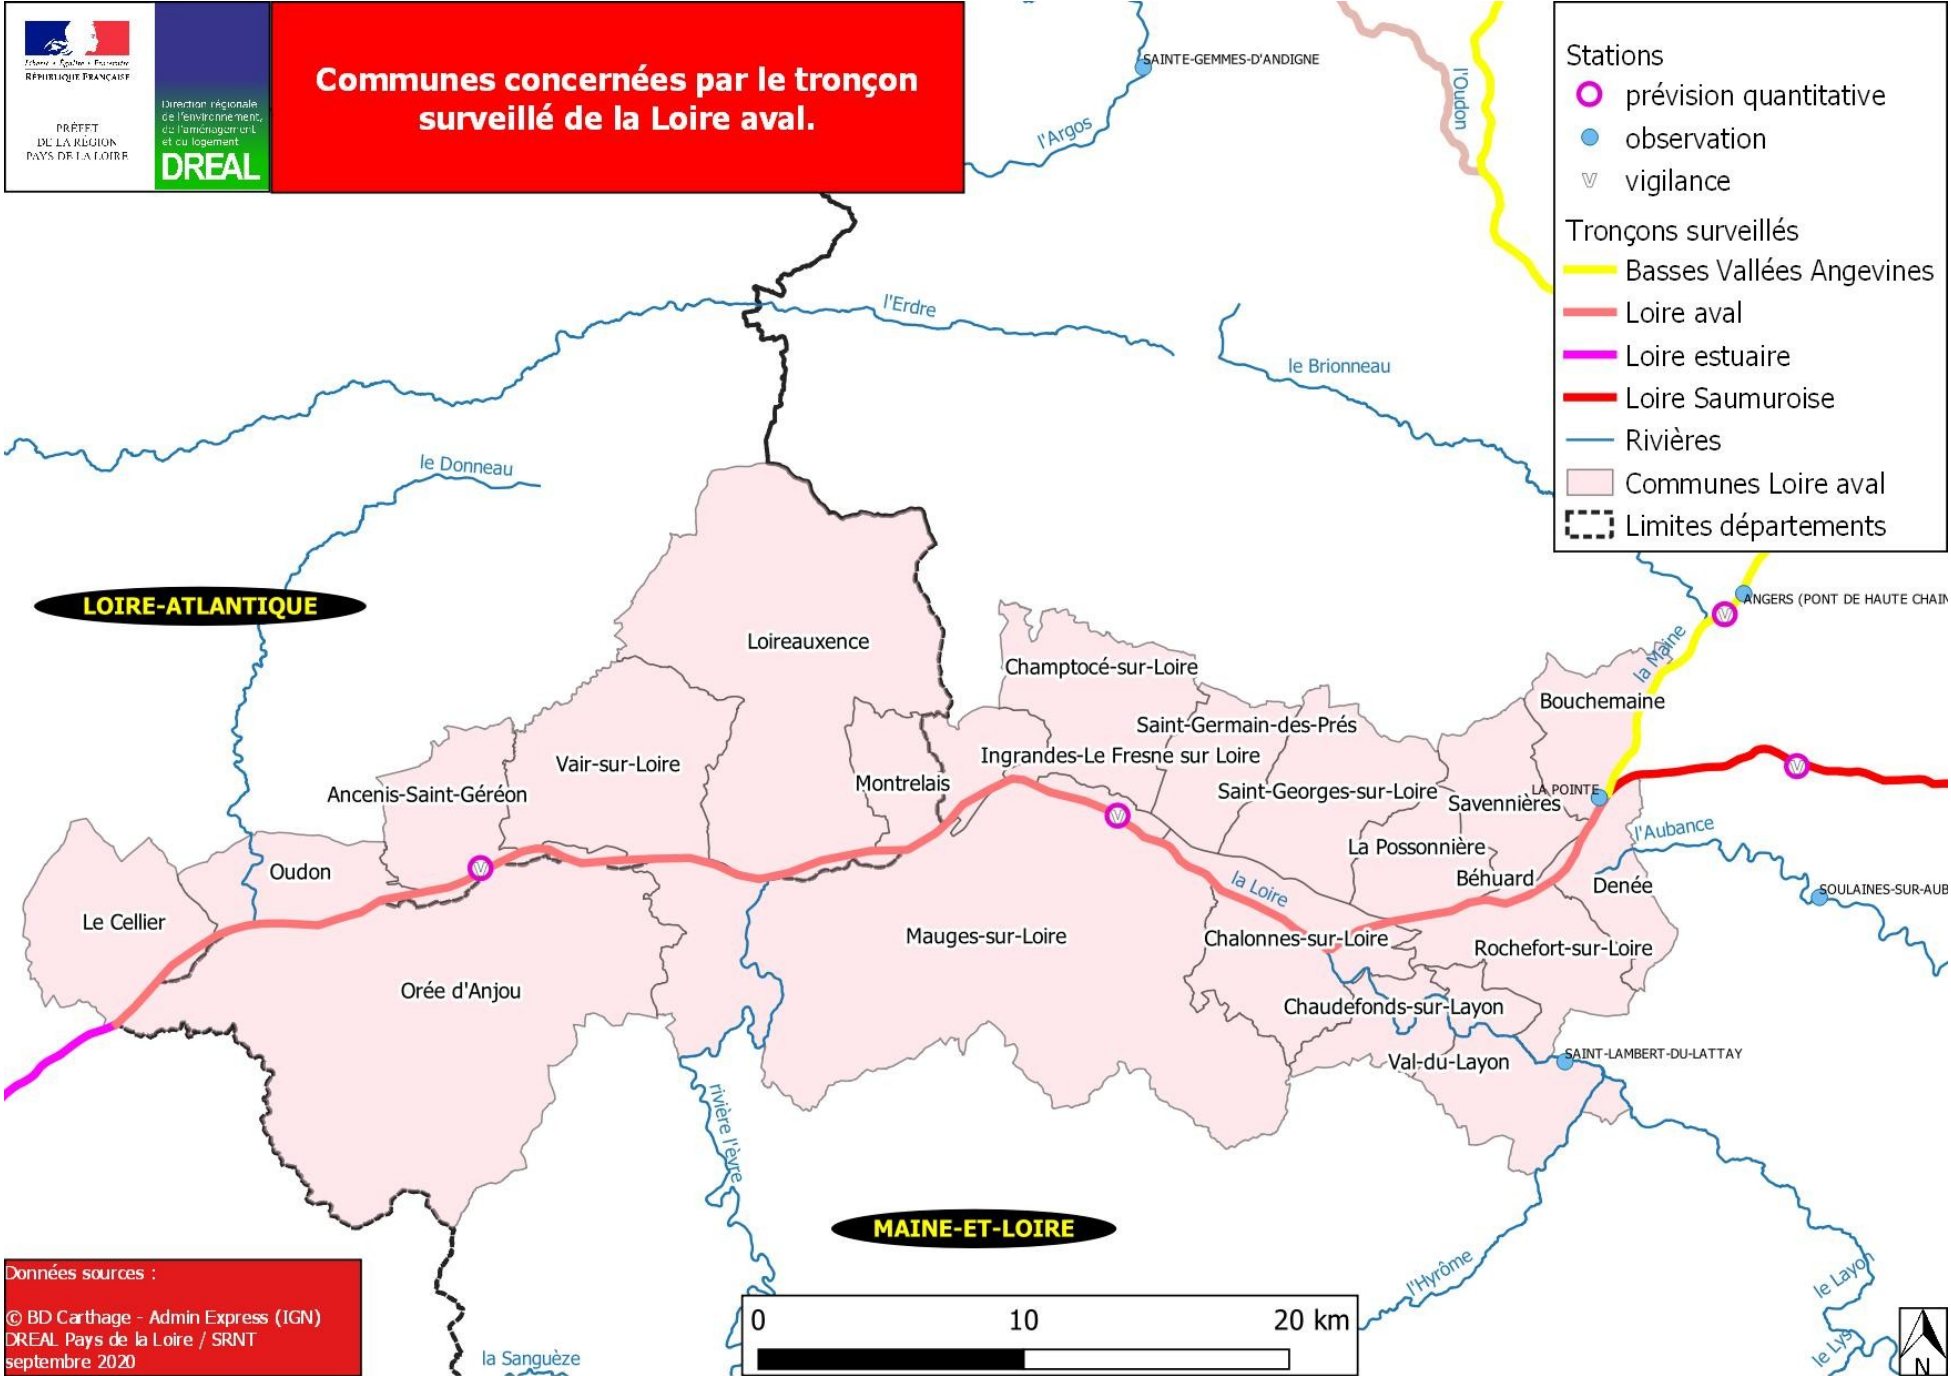 Liberté • Égalité • Fraternité
RÉPUBLIQUE FRANÇAISE
PRÉFET
DE LA RÉGION
PAYS DE LA LOIRE
Direction régionale
de l'environnement,
de l'aménagement
et du logement
DREAL
Communes concernées par le tronçon
surveillé de la Loire aval.
Stations
prévision quantitative
observation
V vigilance
Tronçons surveillés
Basses Vallées Angevines
Loire aval
Loire estuaire
Loire Saumuroise
Rivières
Communes Loire aval
Limites départements
SAINTE-GEMMES-D'ANDIGNE
l'Argos
l'Oudon
l'Erdre
le Brionneau
le Donneau
LOIRE-ATLANTIQUE
ANGERS (PONT DE HAUTE CHAIN
V
la Maine
Loireauxence
Champtocé-sur-Loire
Bouchemaine
Saint-Germain-des-Prés
Ingrandes-Le Fresne sur Loire
Vair-sur-Loire
V
Montrelais
Ancenis-Saint-Géréon
Saint-Georges-sur-Loire
LA POINTE
Savennières
V
l'Aubance
La Possonnière
Oudon
V
Béhuard
Denée
la Loire
SOULAINES-SUR-AUB
Le Cellier
Mauges-sur-Loire
Chalonnes-sur-Loire
Rochefort-sur-Loire
Orée d'Anjou
Chaudefonds-sur-Layon
Val-du-Layon
SAINT-LAMBERT-DU-LATTAY
rivière l'èvre
MAINE-ET-LOIRE
l'Hyrôme
le Layon
le Lys
la Sanguèze
0 10 20 km
N
Données sources :
© BD Carthage - Admin Express (IGN)
DREAL Pays de la Loire / SRNT
septembre 2020